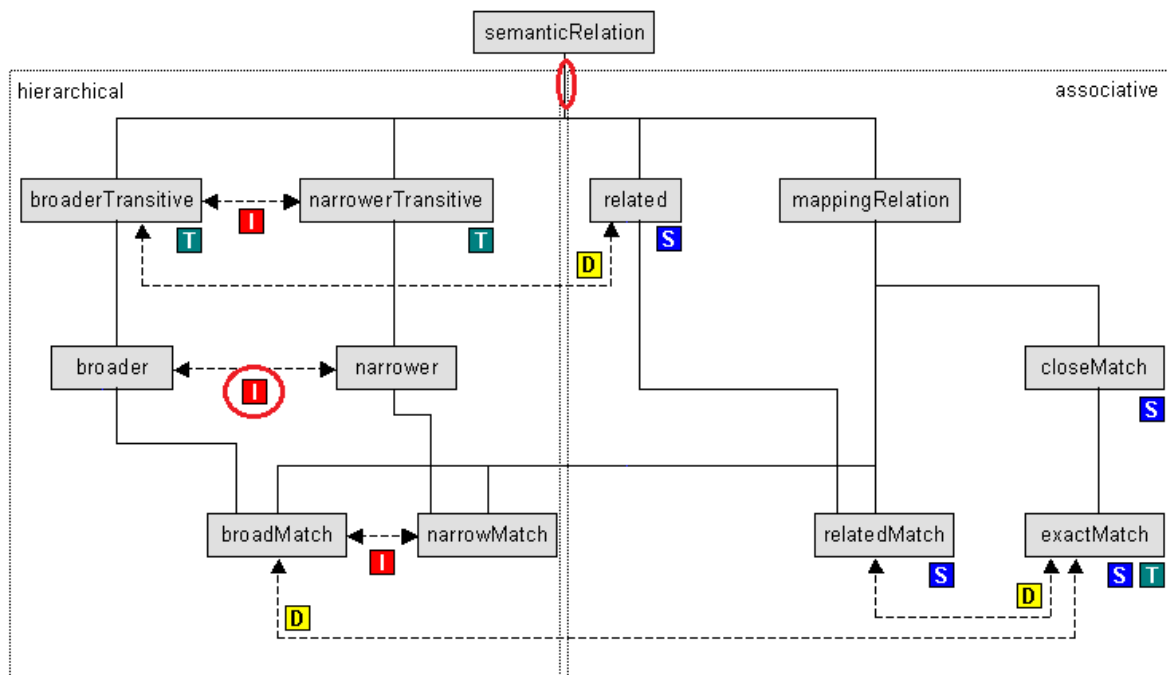 semanticRelation
hierarchical
associative
broaderTransitive
I
narrowerTransitive
related
mappingRelation
T
T
S
D
broader
I
narrower
closeMatch
S
broadMatch
I
narrowMatch
relatedMatch
exactMatch
S
S
T
D
D